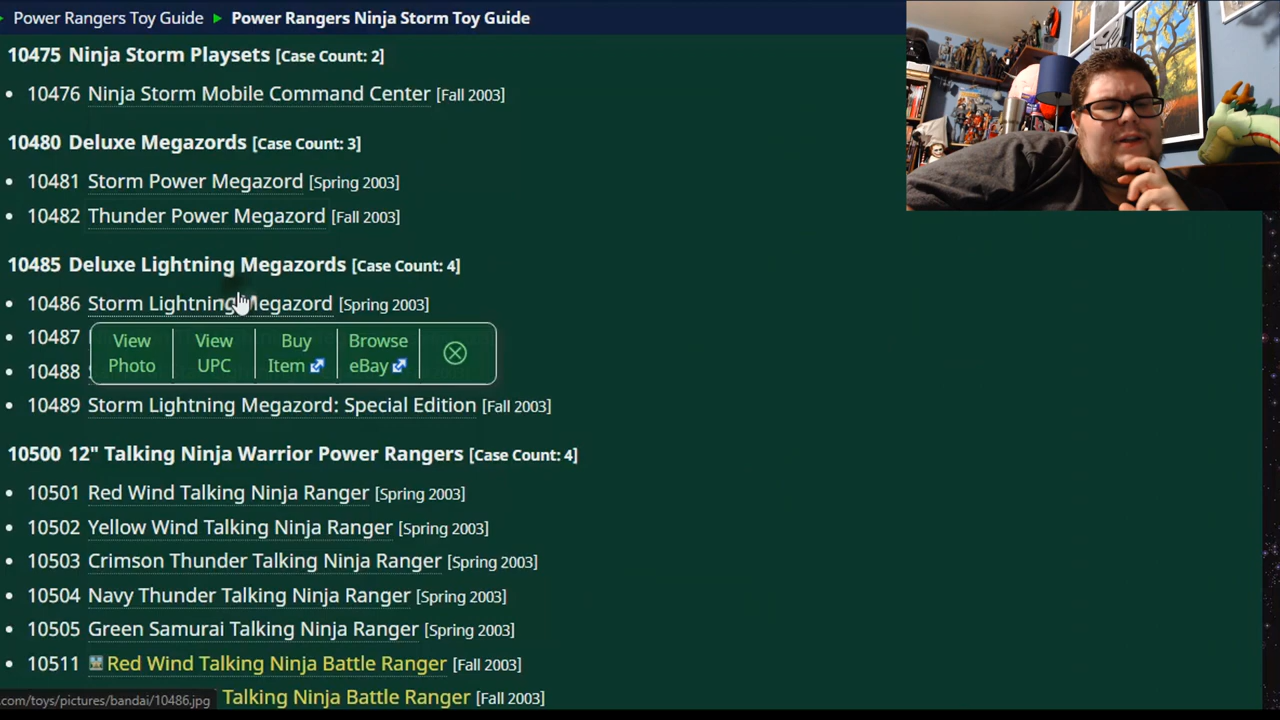 Power Rangers Toy Guide ▶ Power Rangers Ninja Storm Toy Guide
10475 Ninja Storm Playsets [Case Count: 2]
• 10476 Ninja Storm Mobile Command Center [Fall 2003]
10480 Deluxe Megazords [Case Count: 3]
• 10481 Storm Power Megazord [Spring 2003]
• 10482 Thunder Power Megazord [Fall 2003]
10485 Deluxe Lightning Megazords [Case Count: 4]
• 10486 Storm Lightning Megazord [Spring 2003]
• 10487
View Photo
View UPC
Buy Item
Browse eBay
• 10488
• 10489 Storm Lightning Megazord: Special Edition [Fall 2003]
10500 12" Talking Ninja Warrior Power Rangers [Case Count: 4]
• 10501 Red Wind Talking Ninja Ranger [Spring 2003]
• 10502 Yellow Wind Talking Ninja Ranger [Spring 2003]
• 10503 Crimson Thunder Talking Ninja Ranger [Spring 2003]
• 10504 Navy Thunder Talking Ninja Ranger [Spring 2003]
• 10505 Green Samurai Talking Ninja Ranger [Spring 2003]
• 10511 Red Wind Talking Ninja Battle Ranger [Fall 2003]
.com/toys/pictures/bandai/10486.jpg
Talking Ninja Battle Ranger [Fall 2003]